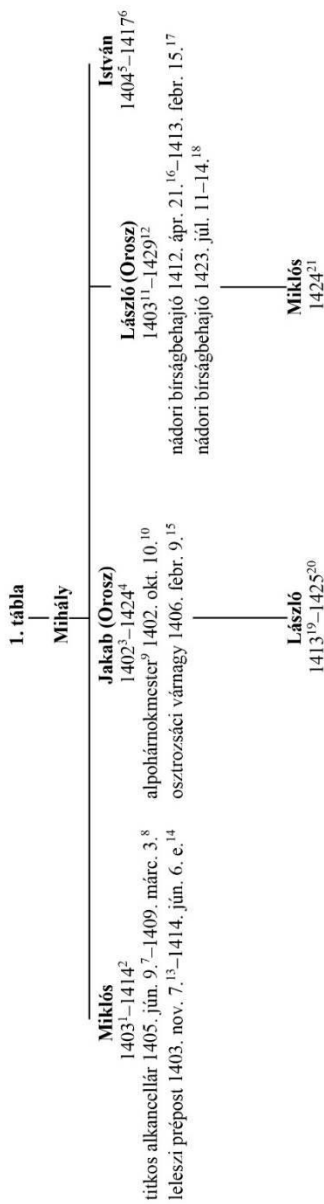 1. tábla
Mihály
Miklós
1403¹–1414²
titkos alkancellár 1405. jún. 9.⁷–1409. márc. 3.⁸
leleszi prépost 1403. nov. 7.¹³–1414. jún. 6. e.¹⁴
Jakab (Orosz)
1402³–1424⁴
alpohárnokmester⁹ 1402. okt. 10.¹⁰
osztrozsáci várnagy 1406. febr. 9.¹⁵
László
1413¹⁹–1425²⁰
László (Orosz)
1403¹¹–1429¹²
nádori bírságbehajtó 1412. ápr. 21.¹⁶–1413. febr. 15.¹⁷
nádori bírságbehajtó 1423. júl. 11–14.¹⁸
Miklós
1424²¹
István
1404⁵–1417⁶